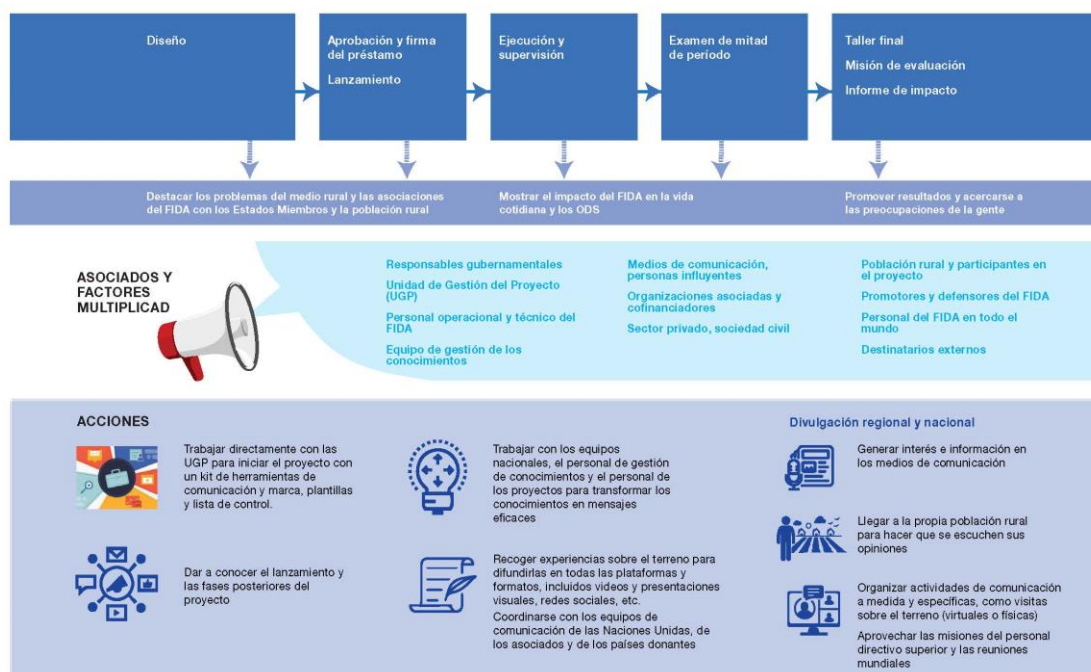 Diseño
Aprobación y firma
del préstamo
Lanzamiento
Ejecución y
supervisión
Examen de mitad
de período
Taller final
Misión de evaluación
Informe de impacto
Destacar los problemas del medio rural y las asociaciones
del FIDA con los Estados Miembros y la población rural
Mostrar el impacto del FIDA en la vida
cotidiana y los ODS
Promover resultados y acercarse a
las preocupaciones de la gente
ASOCIADOS Y
FACTORES
MULTIPLICAD
Responsables gubernamentales
Unidad de Gestión del Proyecto
(UGP)
Personal operacional y técnico del
FIDA
Equipo de gestión de los
conocimientos
Medios de comunicación,
personas influyentes
Organizaciones asociadas y
cofinanciadores
Sector privado, sociedad civil
Población rural y participantes en
el proyecto
Promotores y defensores del FIDA
Personal del FIDA en todo el
mundo
Destinatarios externos
ACCIONES
Trabajar directamente con las
UGP para iniciar el proyecto con
un kit de herramientas de
comunicación y marca, plantillas
y lista de control.
Dar a conocer el lanzamiento y
las fases posteriores del
proyecto
Trabajar con los equipos
nacionales, el personal de gestión
de conocimientos y el personal
de los proyectos para transformar los
conocimientos en mensajes
eficaces
Recoger experiencias sobre el terreno para
difundirlas en todas las plataformas y
formatos, incluidos videos y presentaciones
visuales, redes sociales, etc.
Coordinarse con los equipos de
comunicación de las Naciones Unidas, de
los asociados y de los países donantes
Divulgación regional y nacional
Generar interés e información en
los medios de comunicación
Llegar a la propia población rural
para hacer que se escuchen sus
opiniones
Organizar actividades de comunicación
a medida y específicas, como visitas
sobre el terreno (virtuales o físicas)
Aprovechar las misiones del personal
directivo superior y las reuniones
mundiales